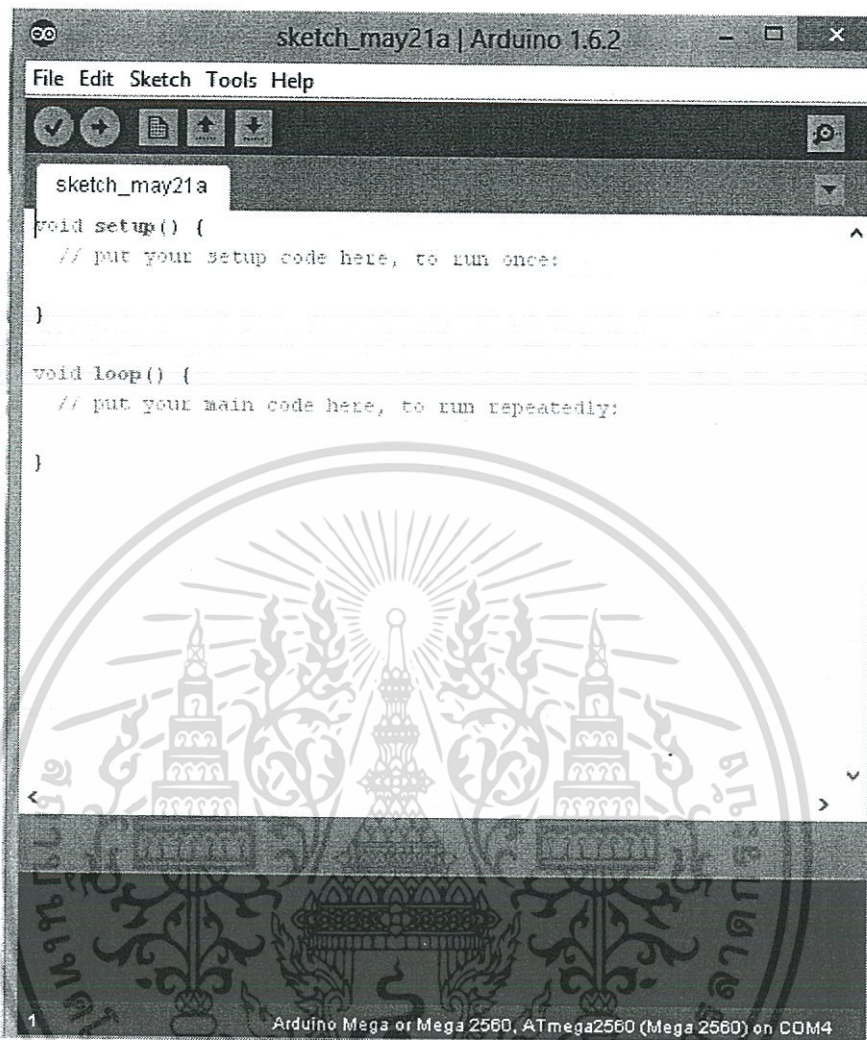 sketch_may21a | Arduino 1.6.2
File Edit Sketch Tools Help
sketch_may21a
void setup() {
// put your setup code here, to run once:
}
void loop() {
// put your main code here, to run repeatedly:
}
1
Arduino Mega or Mega 2560, ATmega2560 (Mega 2560) on COM4